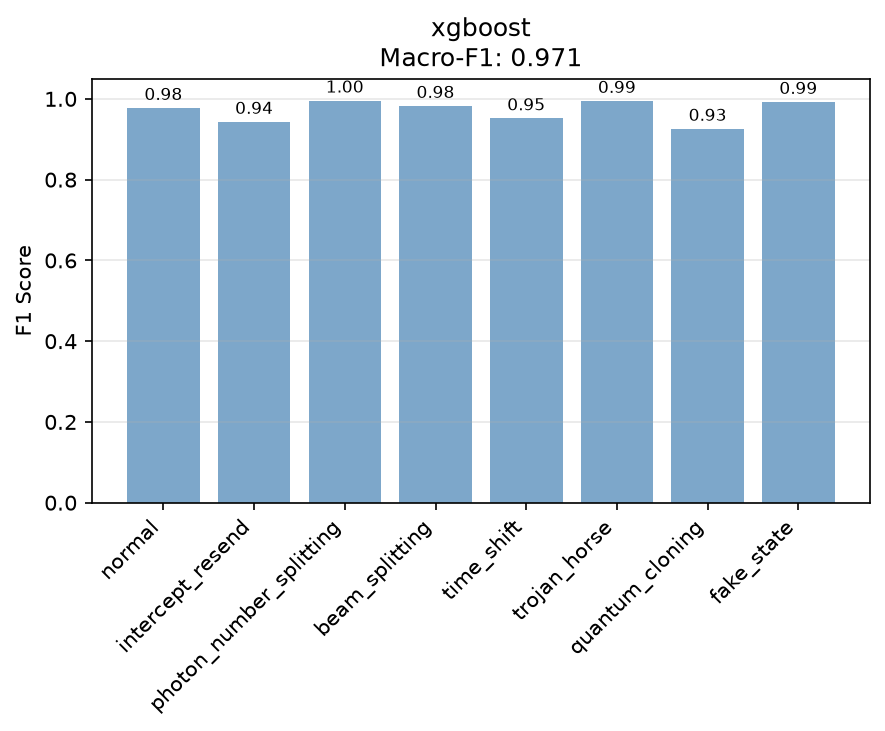 xgboost
Macro-F1: 0.971
F1 Score
1.0
0.8
0.6
0.4
0.2
0.0
0.98
0.94
1.00
0.98
0.95
0.99
0.93
0.99
normal
intercept_resend
photon_number_splitting
beam_splitting
time_shift
trojan_horse
quantum_cloning
fake_state